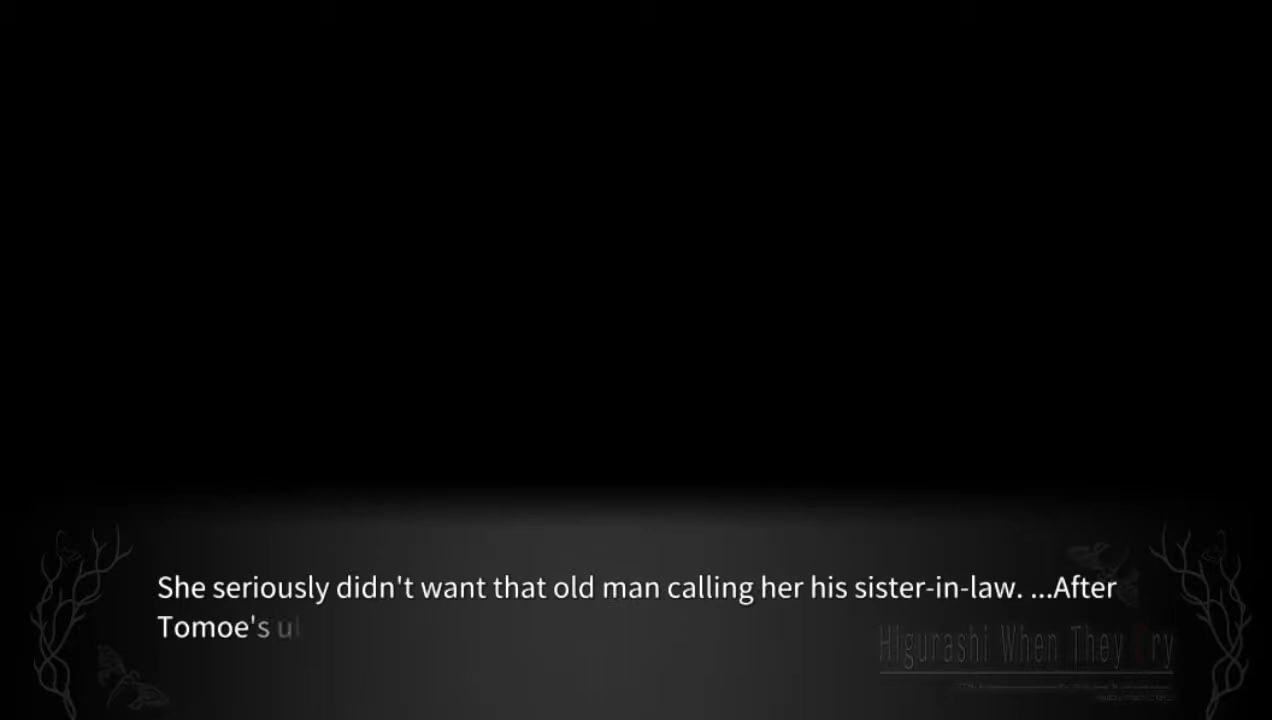 She seriously didn't want that old man calling her his sister-in-law. ...After
Tomoe's ul
Higurashi When They Cry